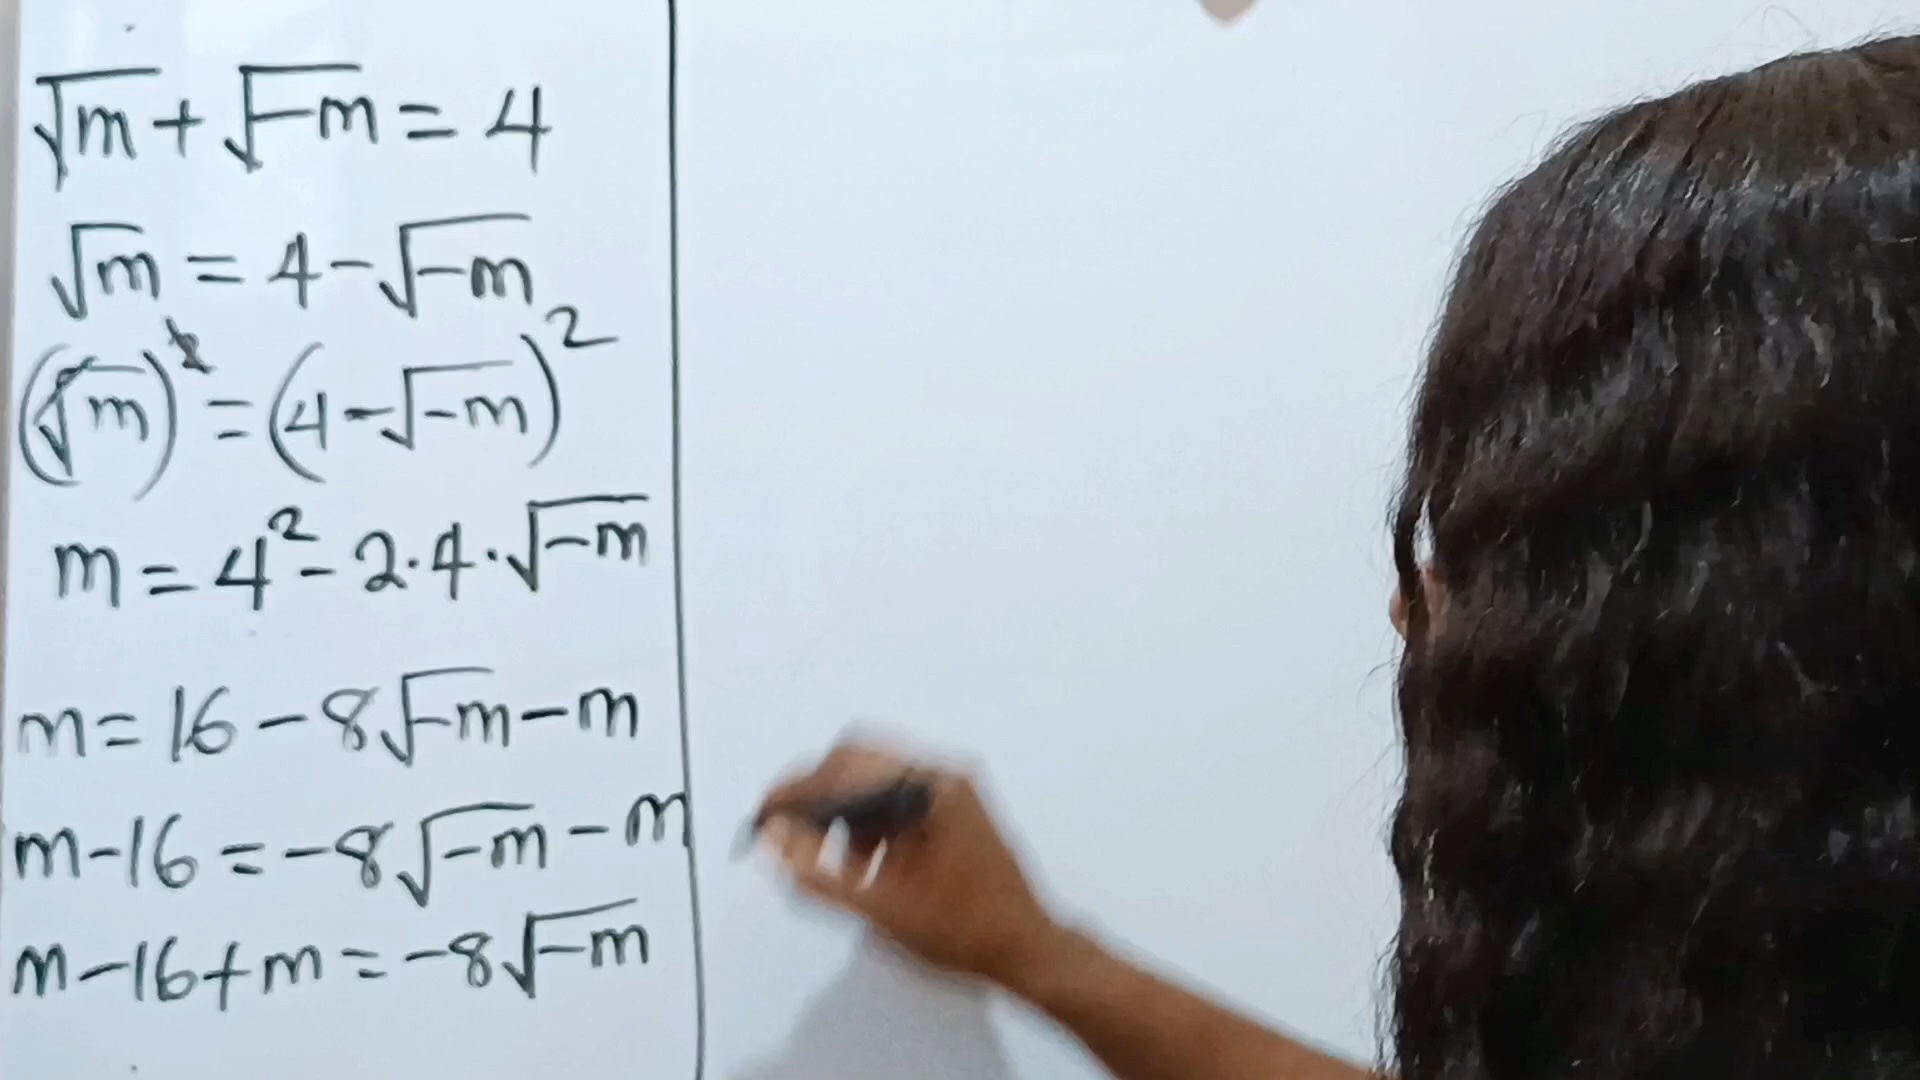 √m + √-m = 4
√m = 4 - √-m
(√m)² = (4 - √-m)²
m = 4² - 2·4·√-m
m = 16 - 8√-m - m
m - 16 = -8√-m - m
m - 16 + m = -8√-m